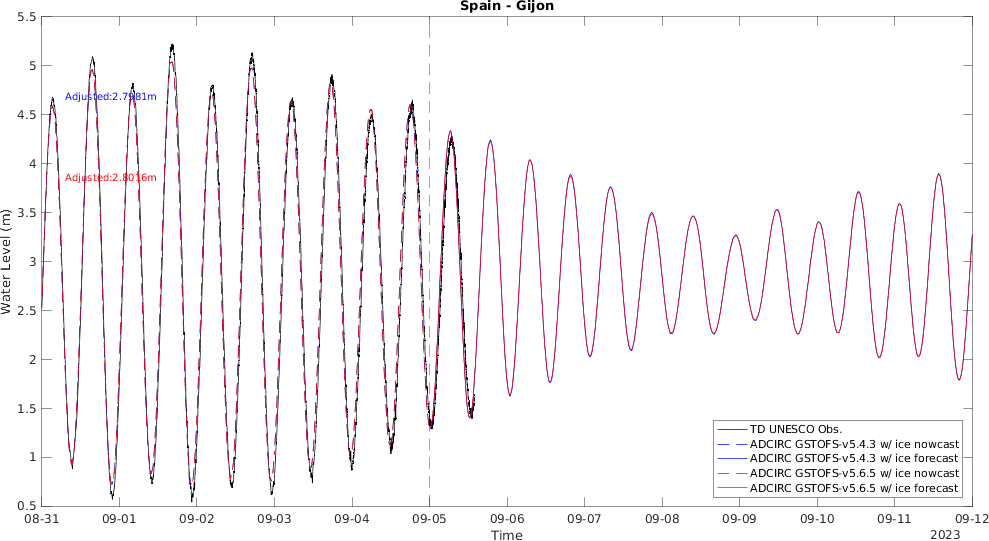 Spain - Gijon
5.5
5
4.5
4
3.5
3
2.5
2
1.5
1
0.5
Water Level (m)
Adjusted:2.7981m
Adjusted:2.8016m
TD UNESCO Obs.
ADCIRC GSTOFS-v5.4.3 w/ ice nowcast
ADCIRC GSTOFS-v5.4.3 w/ ice forecast
ADCIRC GSTOFS-v5.6.5 w/ ice nowcast
ADCIRC GSTOFS-v5.6.5 w/ ice forecast
08-31 09-01 09-02 09-03 09-04 09-05 09-06 09-07 09-08 09-09 09-10 09-11 09-12
Time
2023